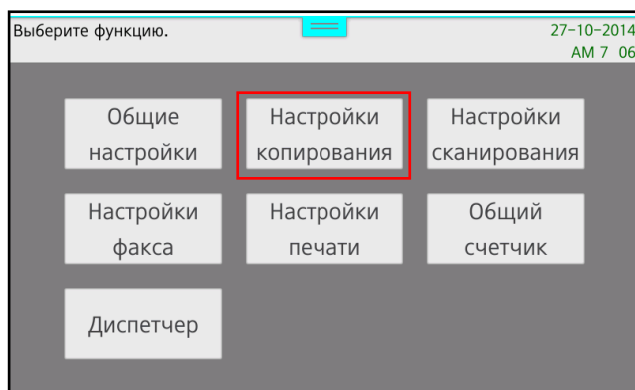 Выберите функцию.
27-10-2014
AM 7 06
Общие
настройки
Настройки
копирования
Настройки
сканирования
Настройки
факса
Настройки
печати
Общий
счетчик
Диспетчер